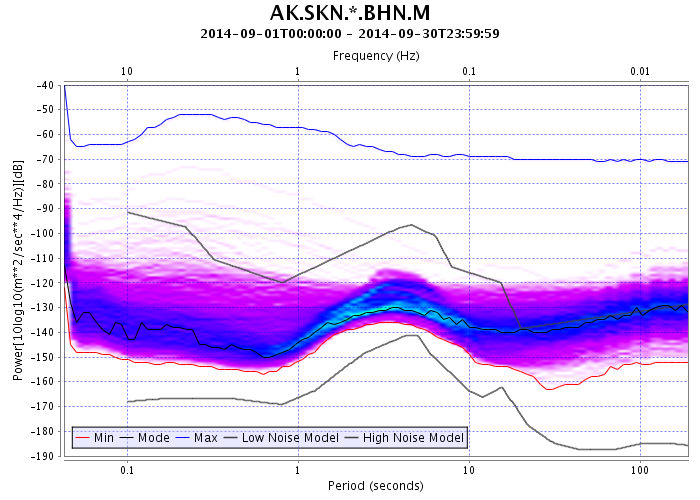 AK.SKN.*.BHN.M
2014-09-01T00:00:00 - 2014-09-30T23:59:59
Frequency (Hz)
10 1 0.1 0.01
-40
-50
-60
-70
-80
-90
-100
-110
-120
-130
-140
-150
-160
-170
-180
-190
Power[10log10(m**2/sec**4/Hz)][dB]
Min Mode Max Low Noise Model High Noise Model
0.1 1 10 100
Period (seconds)